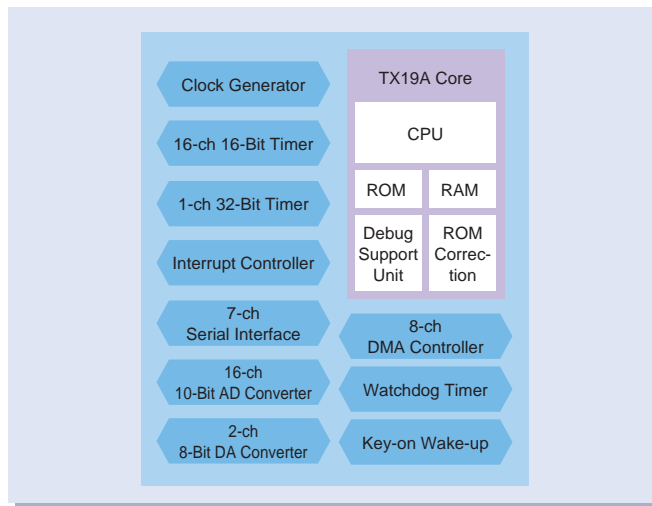 Clock Generator
16-ch 16-Bit Timer
1-ch 32-Bit Timer
Interrupt Controller
7-ch
Serial Interface
16-ch
10-Bit AD Converter
2-ch
8-Bit DA Converter
TX19A Core
CPU
ROM
RAM
Debug
Support
Unit
ROM
Correc-
tion
8-ch
DMA Controller
Watchdog Timer
Key-on Wake-up